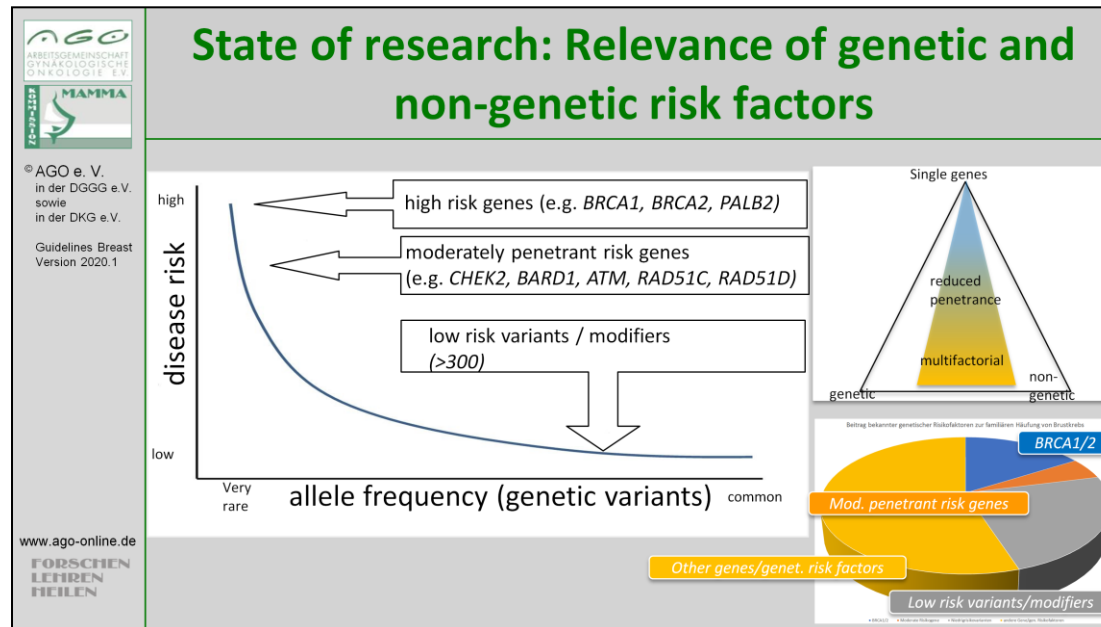 State of research: Relevance of genetic and
non-genetic risk factors
AGO
ARBEITSGEMEINSCHAFT
GYNÄKOLOGISCHE
ONKOLOGIE E.V.
KOMMISSION
MAMMA
© AGO e. V.
in der DGGG e.V.
sowie
in der DKG e.V.
Guidelines Breast
Version 2020.1
www.ago-online.de
FORSCHEN
LEHREN
HEILEN
high
disease risk
low
Very
rare
allele frequency (genetic variants)
common
high risk genes (e.g. BRCA1, BRCA2, PALB2)
moderately penetrant risk genes
(e.g. CHEK2, BARD1, ATM, RAD51C, RAD51D)
low risk variants / modifiers
(>300)
Single genes
reduced
penetrance
multifactorial
genetic
non-
genetic
Beitrag bekannter genetischer Risikofaktoren zur familiären Häufung von Brustkrebs
BRCA1/2
Mod. penetrant risk genes
Other genes/genet. risk factors
Low risk variants/modifiers